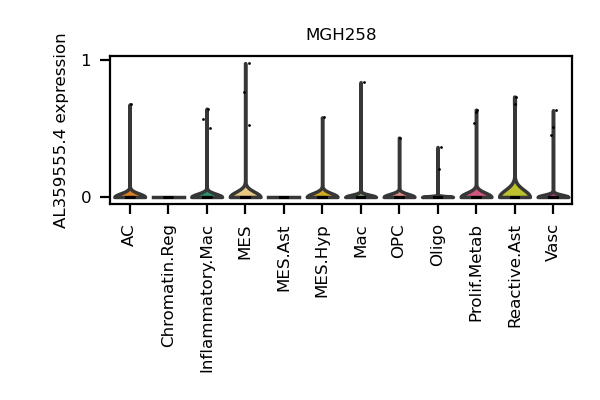 MGH258
AL359555.4 expression
1
0
AC
Chromatin.Reg
Inflammatory.Mac
MES
MES.Ast
MES.Hyp
Mac
OPC
Oligo
Prolif.Metab
Reactive.Ast
Vasc